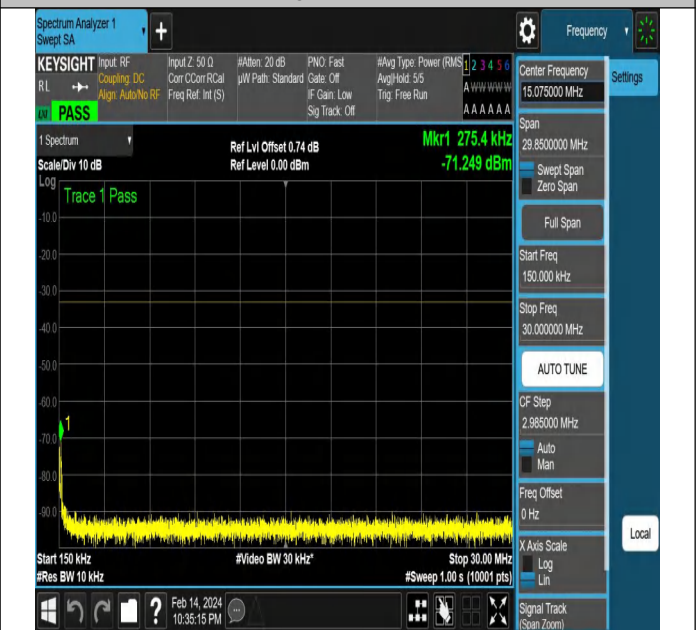 Spectrum Analyzer 1
Swept SA
+
Frequency
KEYSIGHT
RL
PASS
Input: RF
Coupling: DC
Align: Auto/No RF
Input Z: 50 Ω
Corr CCorr RCal
Freq Ref: Int (S)
#Atten: 20 dB
µW Path: Standard
PNO: Fast
Gate: Off
IF Gain: Low
Sig Track: Off
#Avg Type: Power (RMS
Avg|Hold: 5/5
Trig: Free Run
1 2 3 4 5 6
A W W W W W
A A A A A A
1 Spectrum
Scale/Div 10 dB
Ref Lvl Offset 0.74 dB
Ref Level 0.00 dBm
Mkr1 275.4 kHz
-71.249 dBm
Log
Trace 1 Pass
-10.0
-20.0
-30.0
-40.0
-50.0
-60.0
-70.0
-80.0
-90.0
1
Start 150 kHz
#Video BW 30 kHz*
Stop 30.00 MHz
#Res BW 10 kHz
#Sweep 1.00 s (10001 pts)
Feb 14, 2024
10:35:15 PM
?
Center Frequency
15.075000 MHz
Settings
Span
29.8500000 MHz
Swept Span
Zero Span
Full Span
Start Freq
150.000 kHz
Stop Freq
30.000000 MHz
AUTO TUNE
CF Step
2.985000 MHz
Auto
Man
Freq Offset
0 Hz
X Axis Scale
Log
Lin
Signal Track
(Span Zoom)
Local